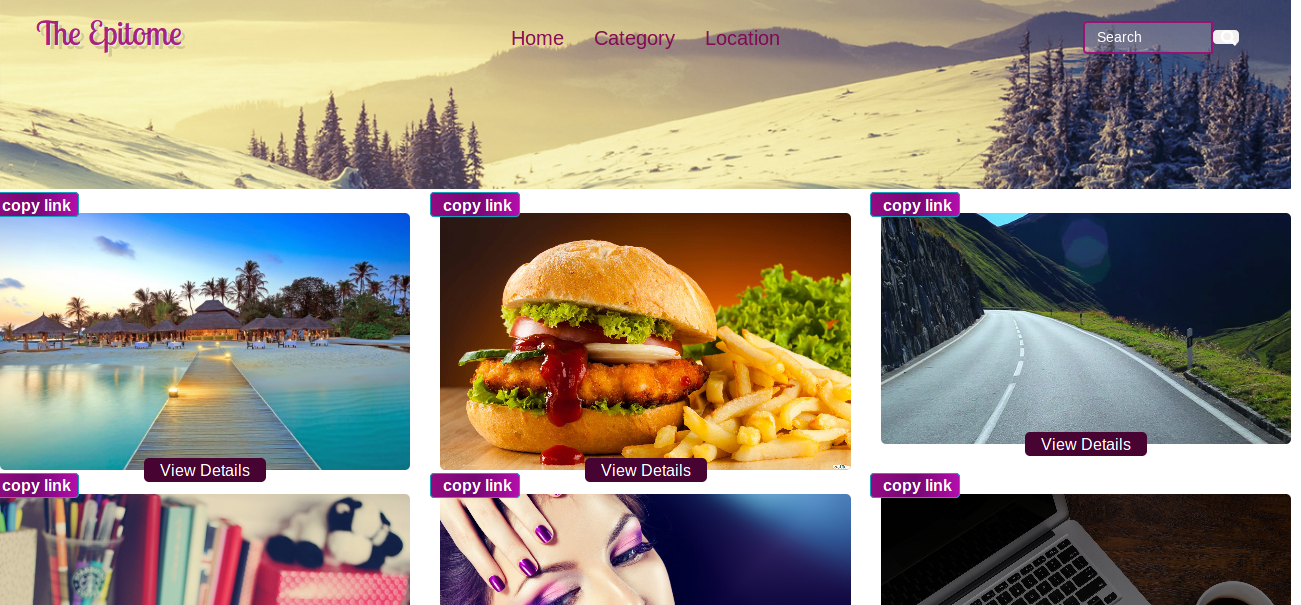 The Epitome
Home
Category
Location
Search
copy link
copy link
copy link
View Details
View Details
View Details
copy link
copy link
copy link